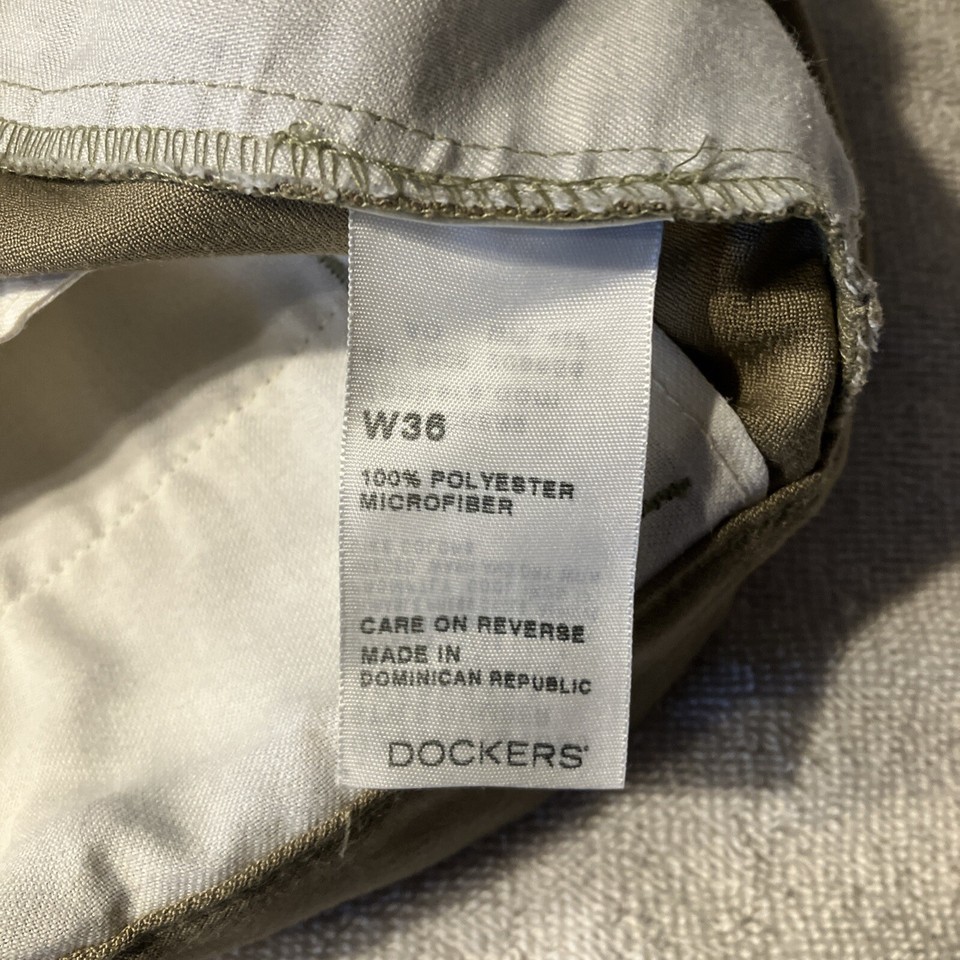 W36
100% POLYESTER
MICROFIBER
CARE ON REVERSE
MADE IN
DOMINICAN REPUBLIC
DOCKERS®